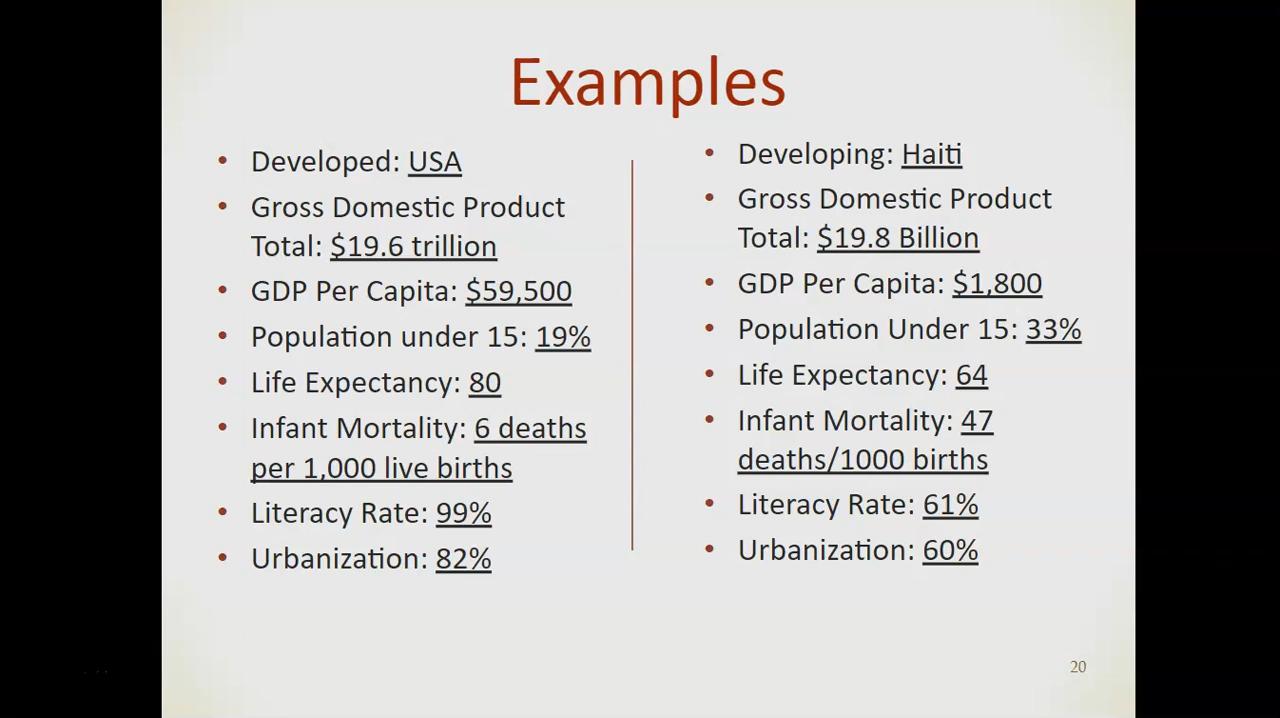 Examples
• Developed: USA
• Gross Domestic Product
Total: $19.6 trillion
• GDP Per Capita: $59,500
• Population under 15: 19%
• Life Expectancy: 80
• Infant Mortality: 6 deaths
per 1,000 live births
• Literacy Rate: 99%
• Urbanization: 82%
• Developing: Haiti
• Gross Domestic Product
Total: $19.8 Billion
• GDP Per Capita: $1,800
• Population Under 15: 33%
• Life Expectancy: 64
• Infant Mortality: 47
deaths/1000 births
• Literacy Rate: 61%
• Urbanization: 60%
20